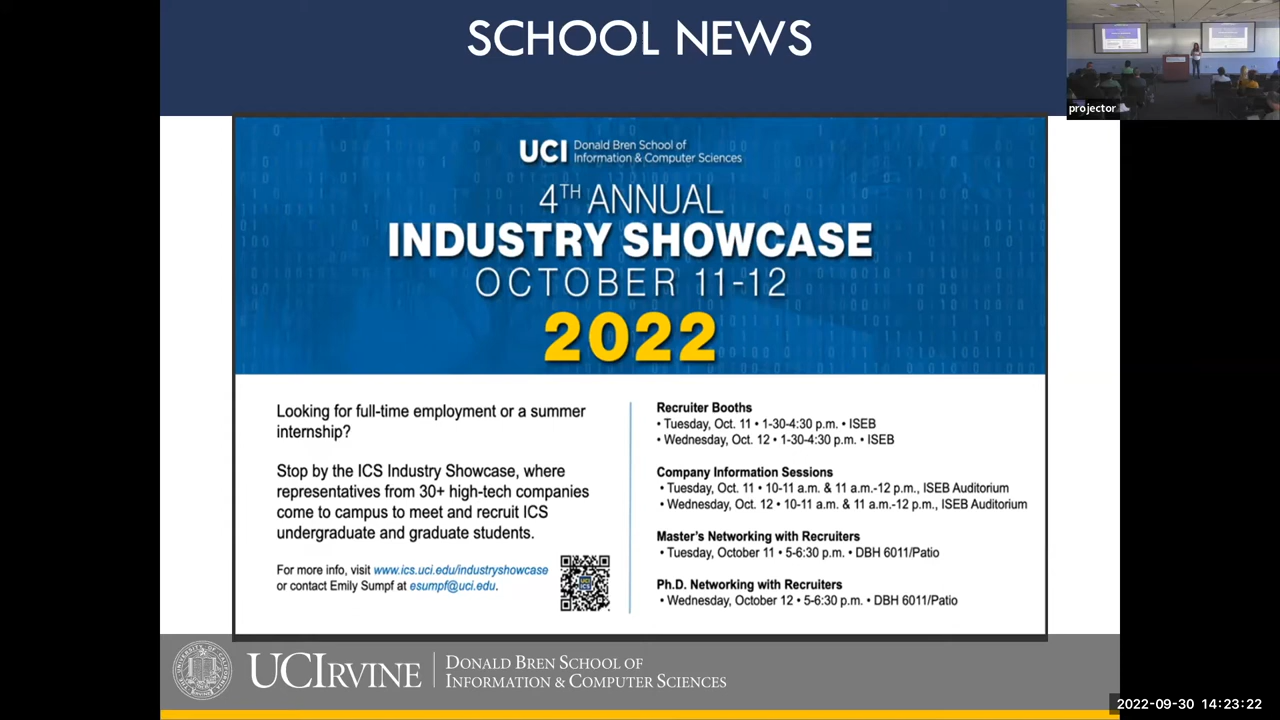 SCHOOL NEWS
projector
UCI Donald Bren School of
Information & Computer Sciences
4TH ANNUAL
INDUSTRY SHOWCASE
OCTOBER 11-12
2022
Looking for full-time employment or a summer
internship?
Stop by the ICS Industry Showcase, where
representatives from 30+ high-tech companies
come to campus to meet and recruit ICS
undergraduate and graduate students.
For more info, visit www.ics.uci.edu/industryshowcase
or contact Emily Sumpf at esumpf@uci.edu.
UCI
ICS
Recruiter Booths
• Tuesday, Oct. 11 • 1-30-4:30 p.m. • ISEB
• Wednesday, Oct. 12 • 1-30-4:30 p.m. • ISEB
Company Information Sessions
• Tuesday, Oct. 11 • 10-11 a.m. & 11 a.m.-12 p.m., ISEB Auditorium
• Wednesday, Oct. 12 • 10-11 a.m. & 11 a.m.-12 p.m., ISEB Auditorium
Master's Networking with Recruiters
• Tuesday, October 11 • 5-6:30 p.m. • DBH 6011/Patio
Ph.D. Networking with Recruiters
• Wednesday, October 12 • 5-6:30 p.m. • DBH 6011/Patio
UCIRVINE
DONALD BREN SCHOOL OF
INFORMATION & COMPUTER SCIENCES
2022-09-30 14:23:22